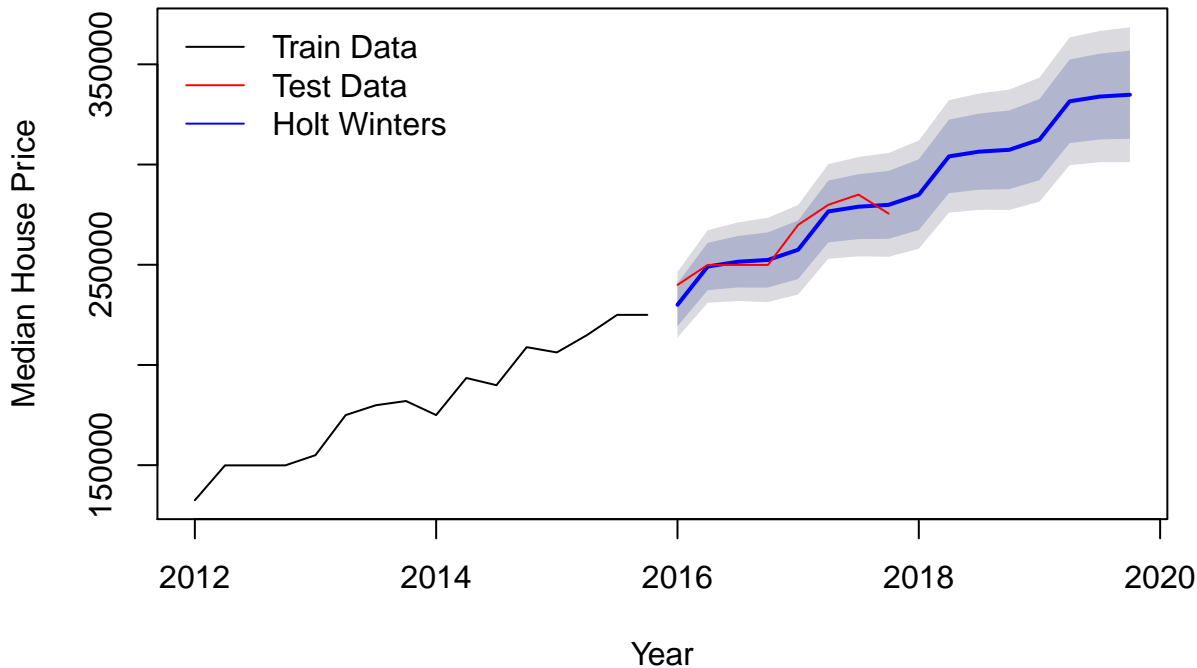 Train Data
Test Data
Holt Winters
Median House Price
350000
250000
150000
2012 2014 2016 2018 2020
Year